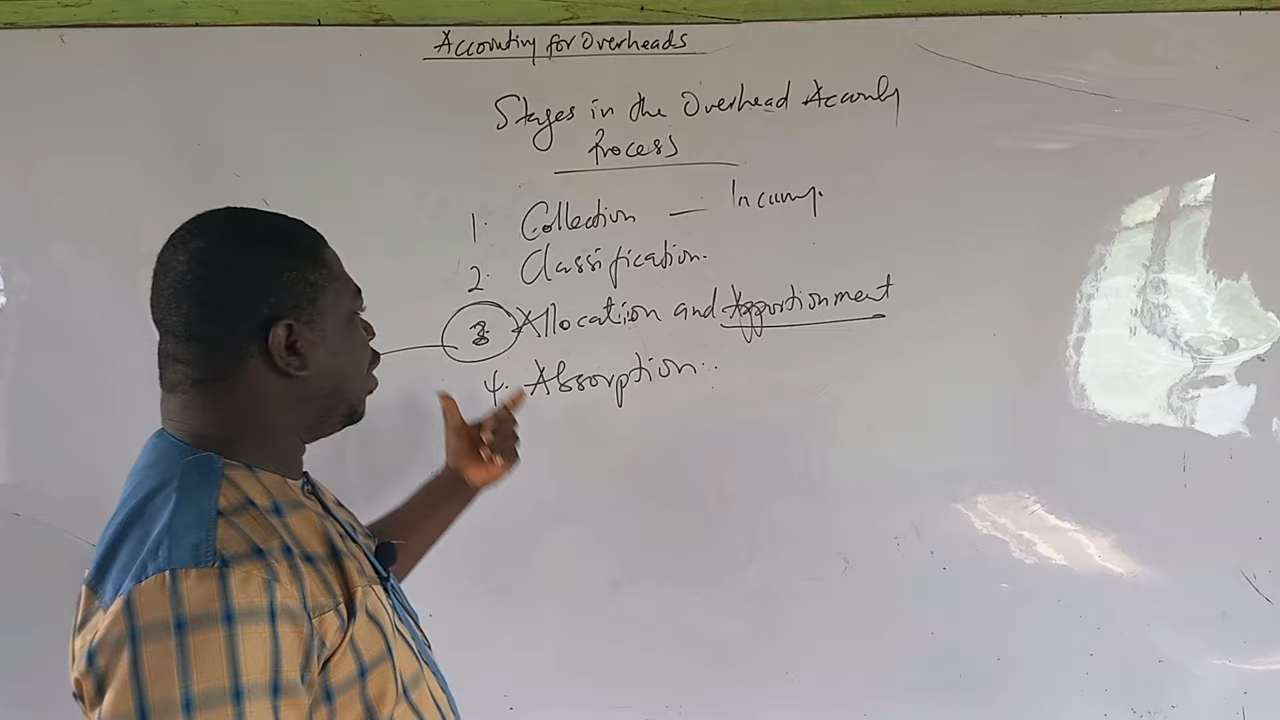 Accounting for Overheads
Stages in the Overhead Accounting
Process
1. Collection — Incurring.
2. Classification.
3. Allocation and Apportionment
4. Absorption.